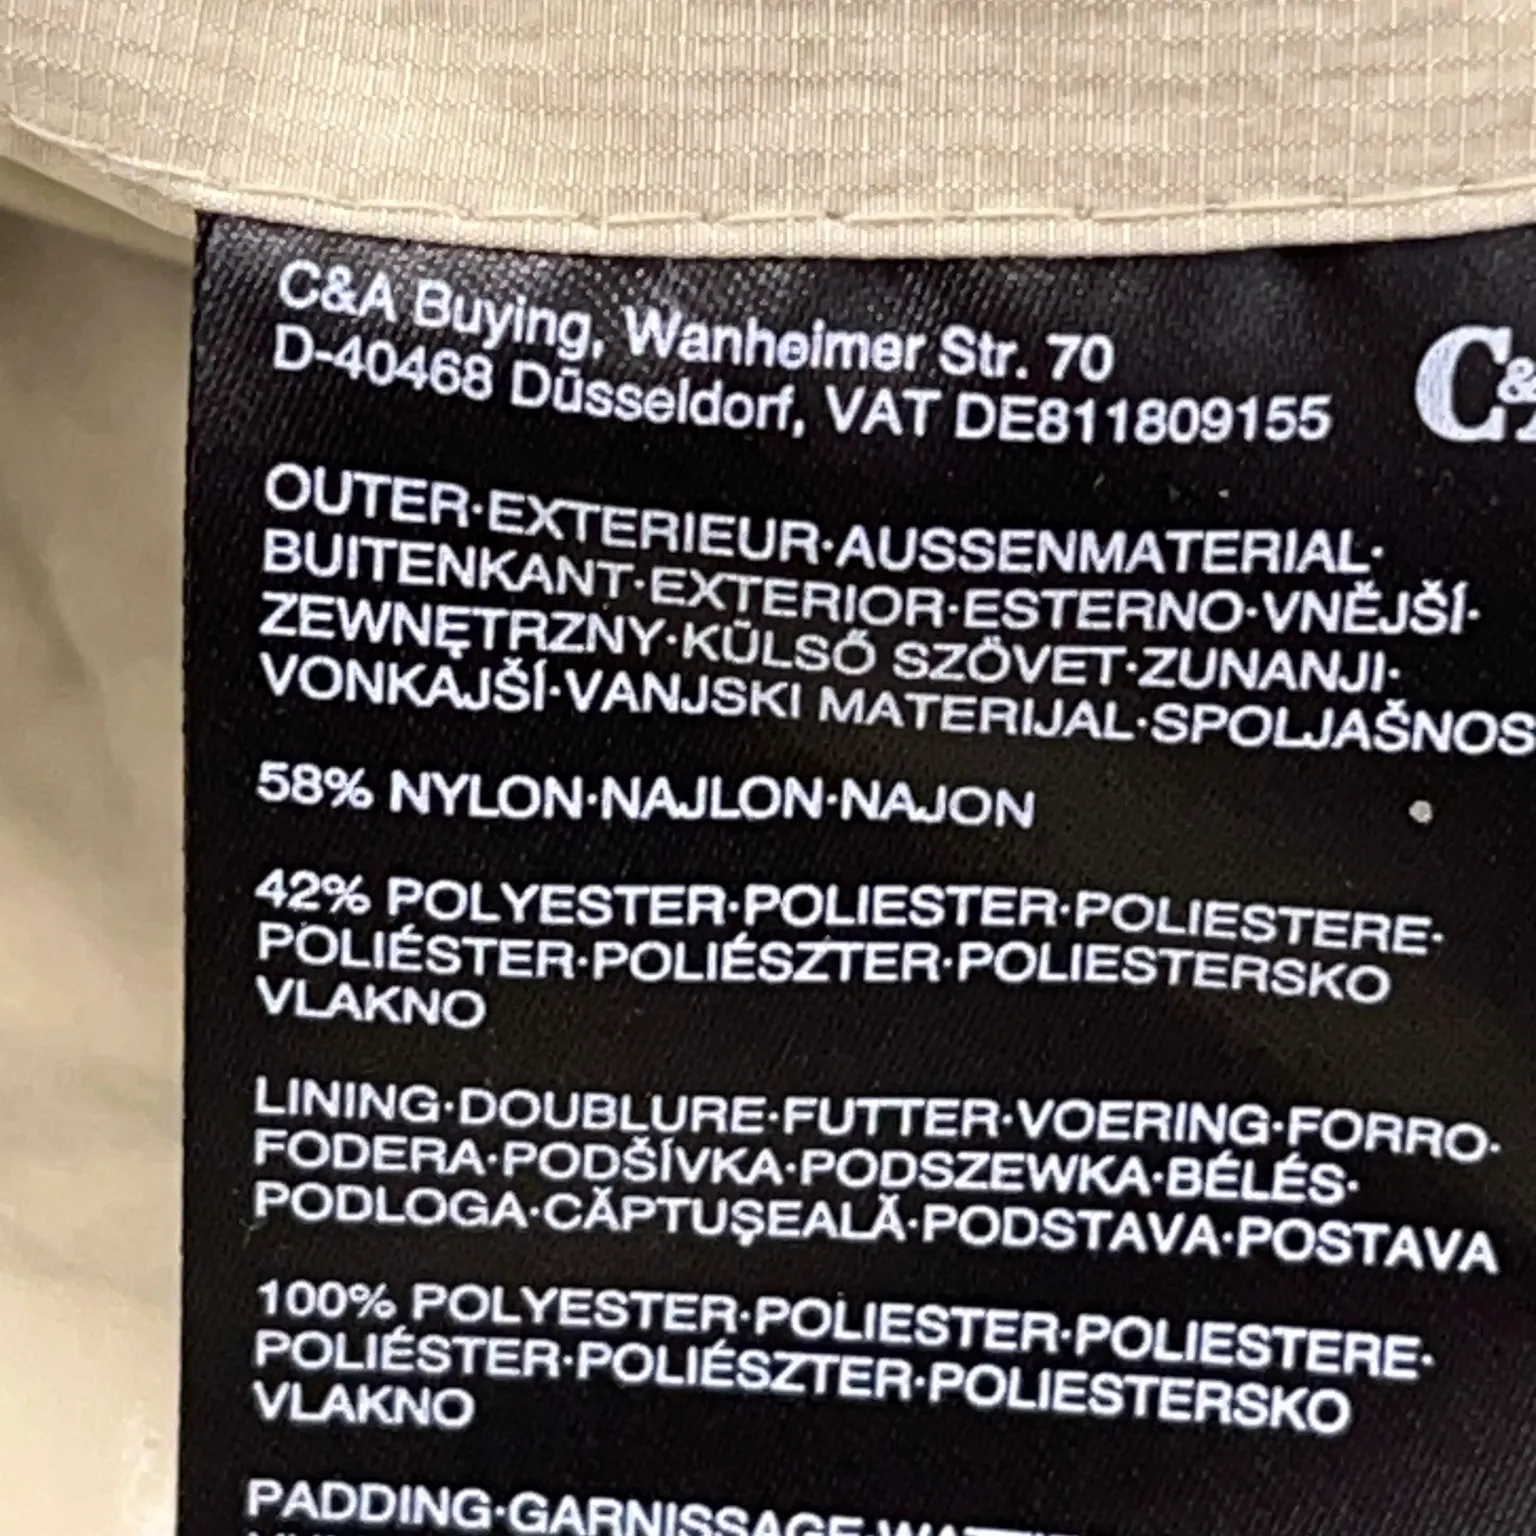 C&A Buying, Wanheimer Str. 70
D-40468 Düsseldorf, VAT DE811809155
C&
OUTER·EXTERIEUR·AUSSENMATERIAL·
BUITENKANT·EXTERIOR·ESTERNO·VNĚJŠÍ·
ZEWNĘTRZNY·KÜLSŐ SZÖVET·ZUNANJI·
VONKAJŠÍ·VANJSKI MATERIJAL·SPOLJAŠNOS
58% NYLON·NAJLON·NAJON
42% POLYESTER·POLIESTER·POLIESTERE·
POLIÉSTER·POLIÉSZTER·POLIESTERSKO
VLAKNO
LINING·DOUBLURE·FUTTER·VOERING·FORRO·
FODERA·PODŠÍVKA·PODSZEWKA·BÉLÉS·
PODLOGA·CĂPTUŞEALĂ·PODSTAVA·POSTAVA
100% POLYESTER·POLIESTER·POLIESTERE·
POLIÉSTER·POLIÉSZTER·POLIESTERSKO
VLAKNO
PADDING·GARNISSAGE